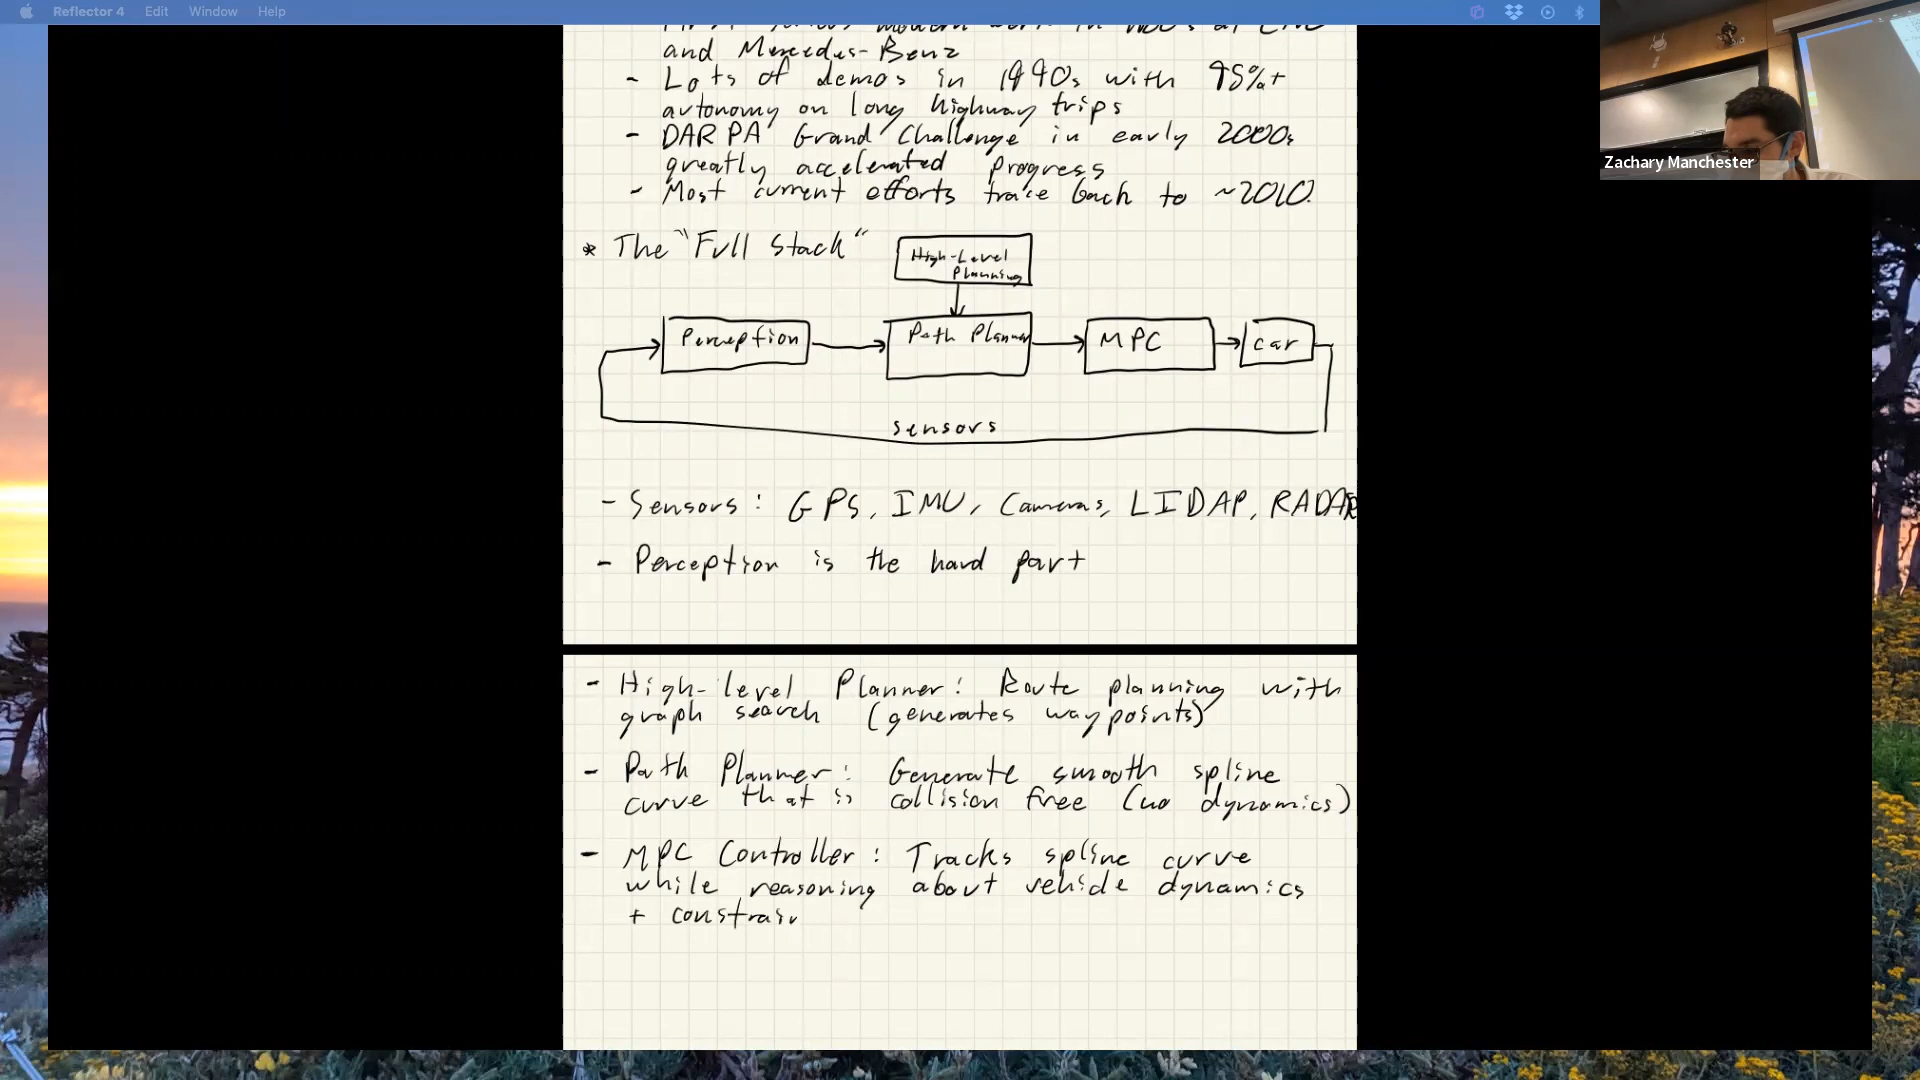 Reflector 4 Edit Window Help
and Mercedes-Benz
- Lots of demos in 1990s with 95%+
autonomy on long highway trips
- DARPA Grand Challenge in early 2000s
greatly accelerated progress
- Most current efforts trace back to ~2010.
* The "Full Stack"
High-Level
Planning
Perception
Path Planner
MPC
car
sensors
- Sensors: GPS, IMU, Cameras, LIDAR, RADAR
- Perception is the hard part
- High-level Planner: Route planning with
graph search (generates waypoints)
- Path Planner: Generate smooth spline
curve that is collision free (no dynamics)
- MPC Controller: Tracks spline curve
while reasoning about vehicle dynamics
+ constrain
Zachary Manchester